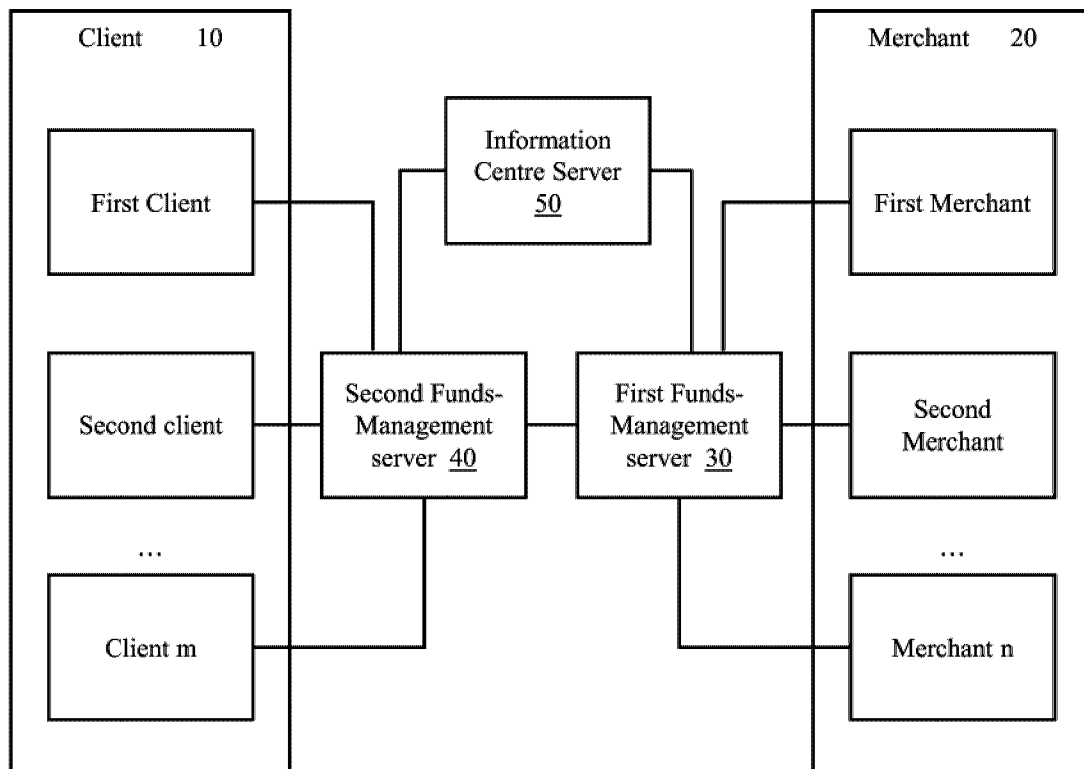 Client 10
Merchant 20
Information
Centre Server
50
First Client
First Merchant
Second client
Second Funds-
Management
server 40
First Funds-
Management
server 30
Second
Merchant
...
...
Client m
Merchant n